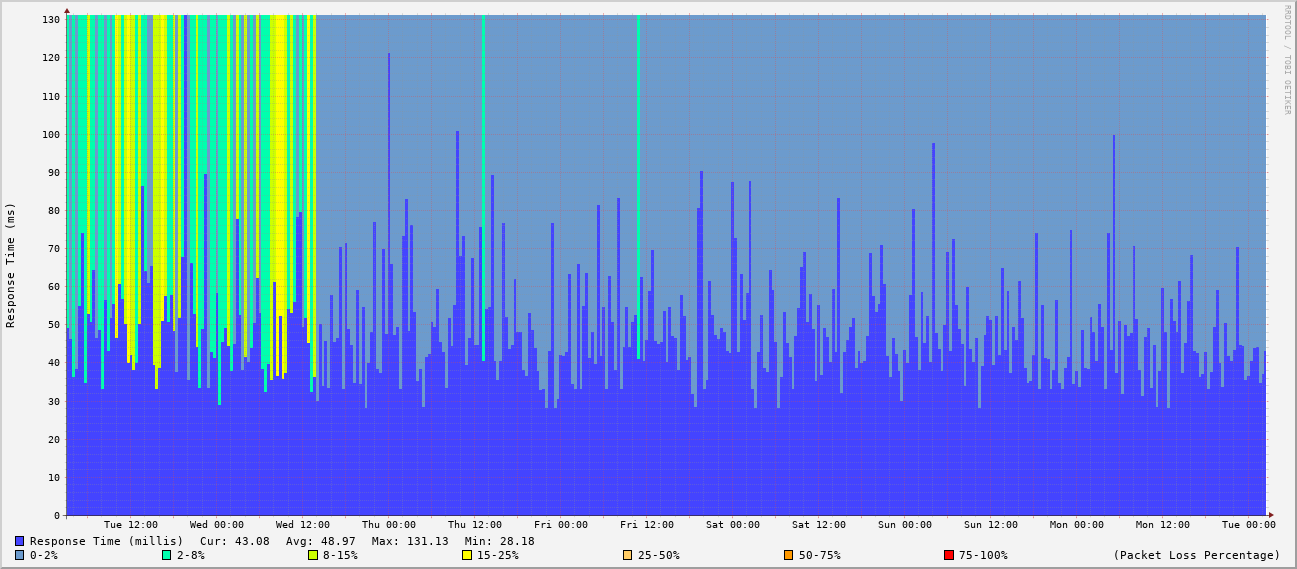 RRDTOOL / TOBI OETIKER
Response Time (ms)
130
120
110
100
90
80
70
60
50
40
30
20
10
0
Tue 12:00 Wed 00:00 Wed 12:00 Thu 00:00 Thu 12:00 Fri 00:00 Fri 12:00 Sat 00:00 Sat 12:00 Sun 00:00 Sun 12:00 Mon 00:00 Mon 12:00 Tue 00:00
Response Time (millis) Cur: 43.08 Avg: 48.97 Max: 131.13 Min: 28.18
0-2% 2-8% 8-15% 15-25% 25-50% 50-75% 75-100% (Packet Loss Percentage)